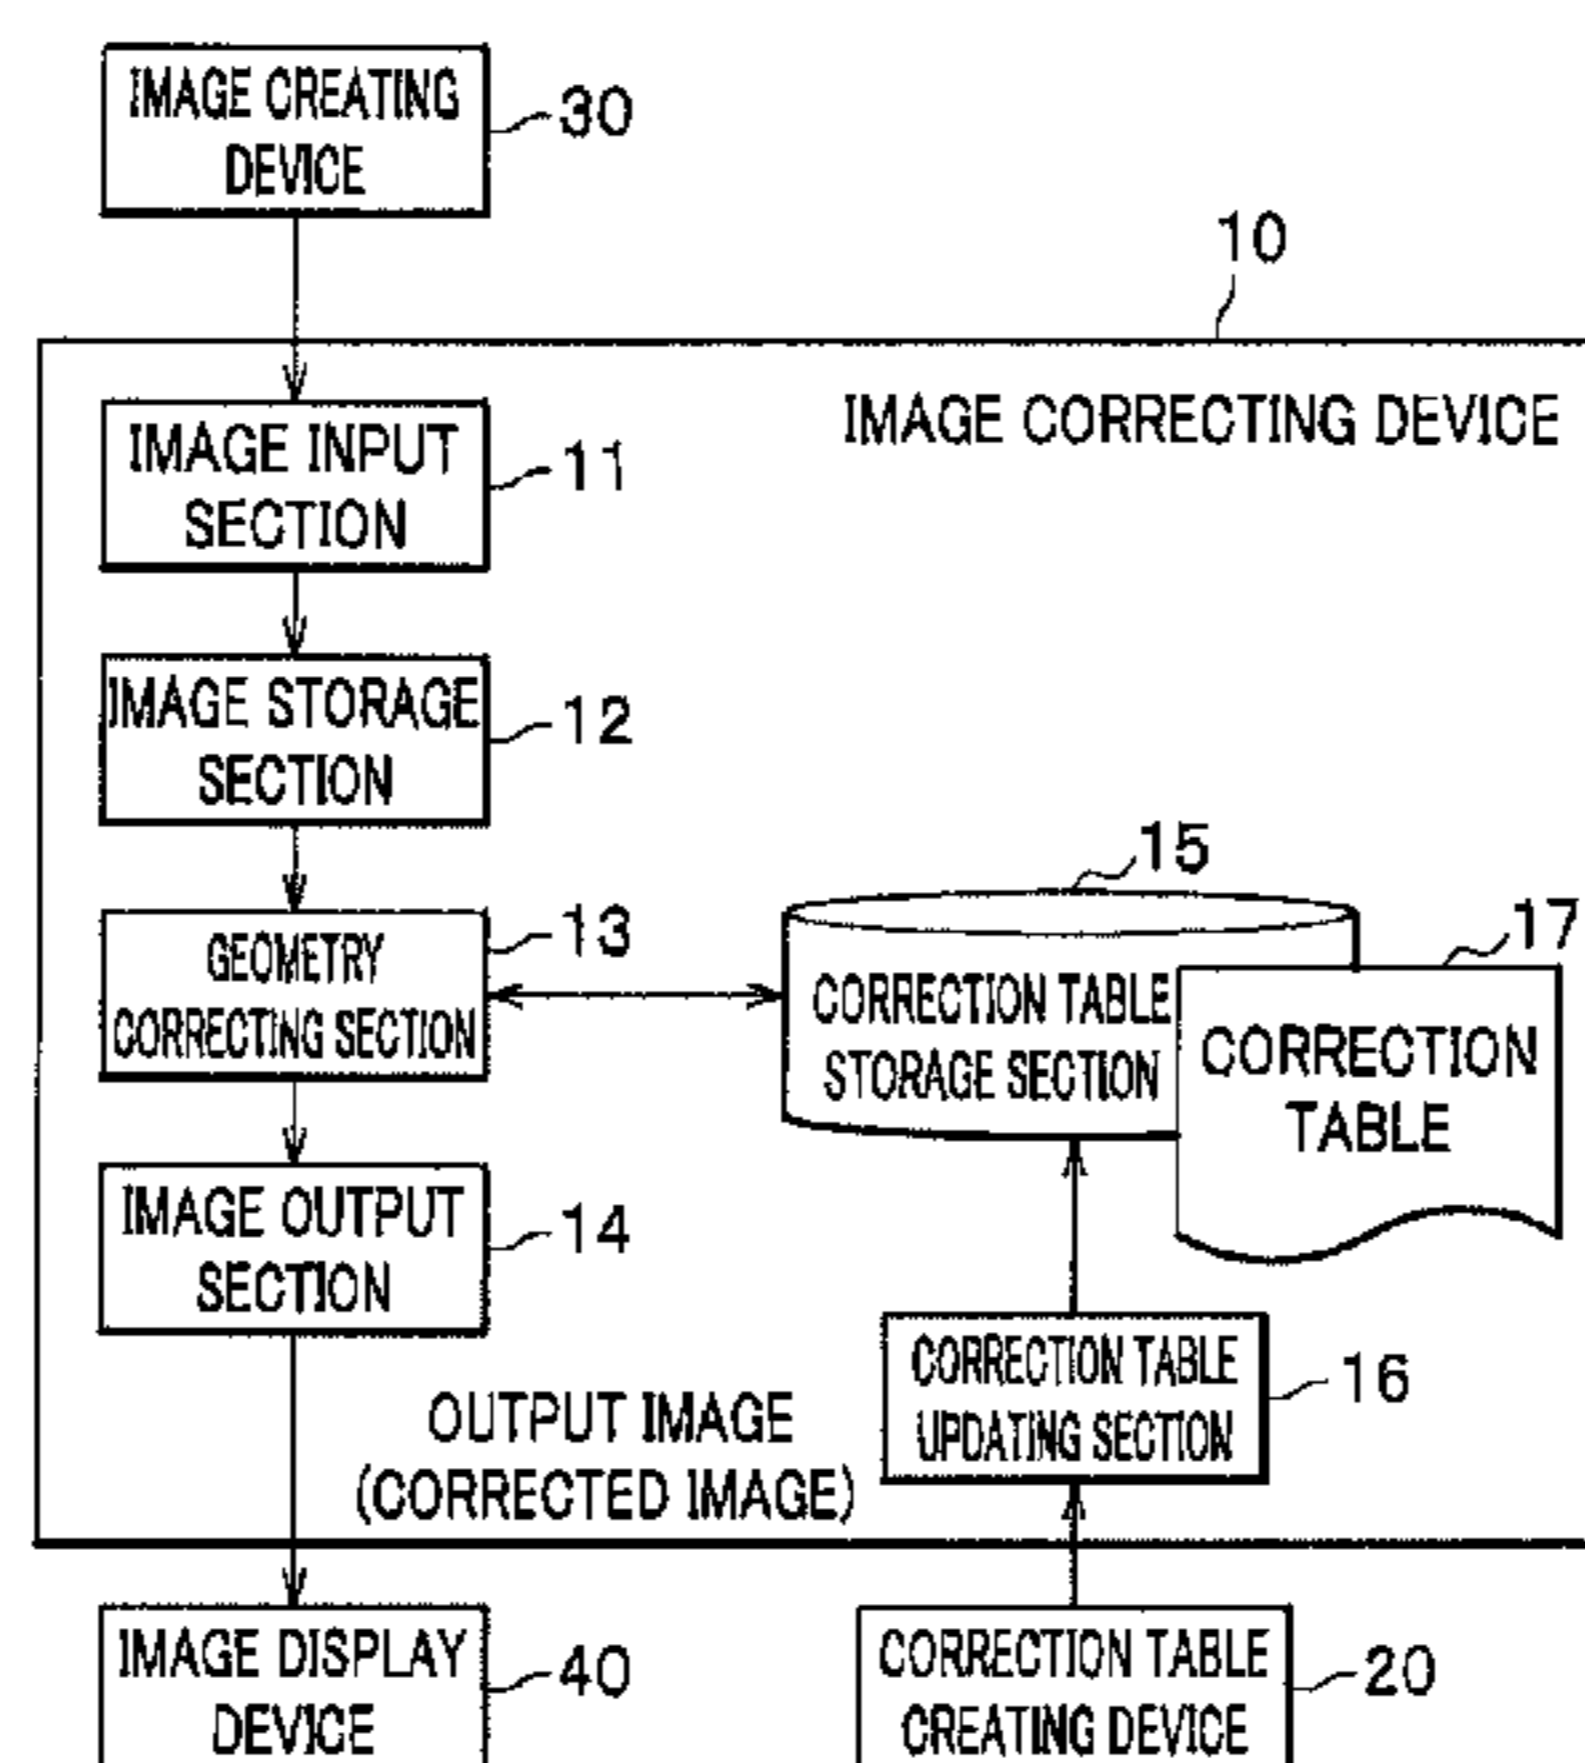 IMAGE CREATING
DEVICE
30
10
IMAGE CORRECTING DEVICE
IMAGE INPUT
SECTION
11
IMAGE STORAGE
SECTION
12
GEOMETRY
CORRECTING SECTION
13
15
CORRECTION TABLE
STORAGE SECTION
17
CORRECTION
TABLE
IMAGE OUTPUT
SECTION
14
CORRECTION TABLE
UPDATING SECTION
16
OUTPUT IMAGE
(CORRECTED IMAGE)
IMAGE DISPLAY
DEVICE
40
CORRECTION TABLE
CREATING DEVICE
20